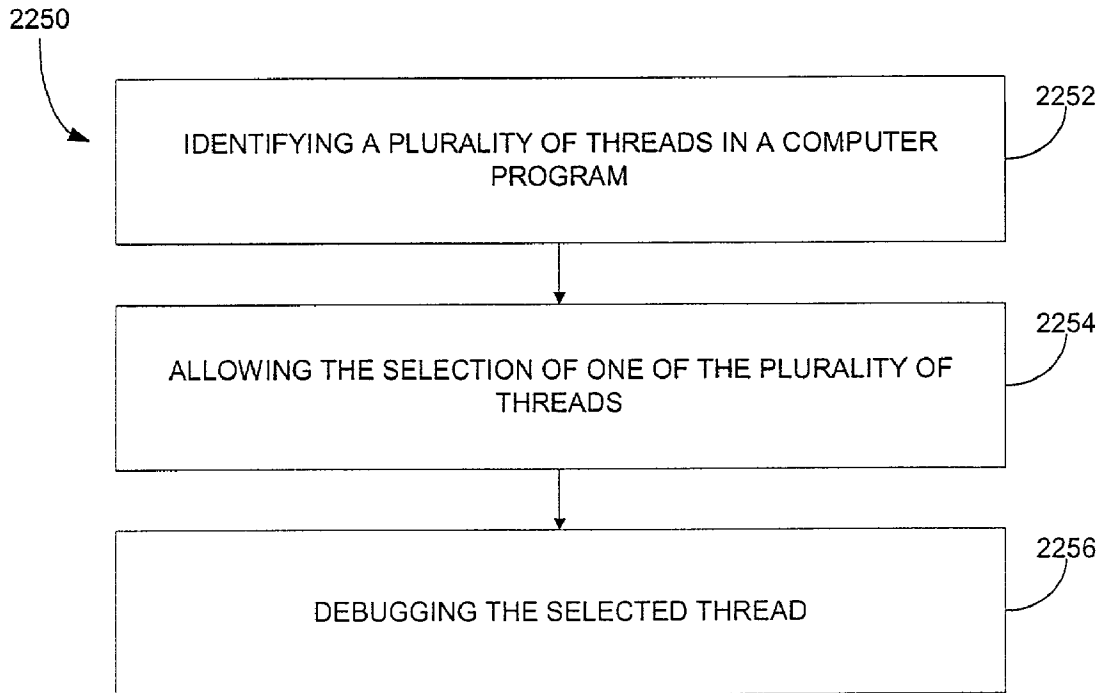 2250
2252
IDENTIFYING A PLURALITY OF THREADS IN A COMPUTER
PROGRAM
2254
ALLOWING THE SELECTION OF ONE OF THE PLURALITY OF
THREADS
2256
DEBUGGING THE SELECTED THREAD